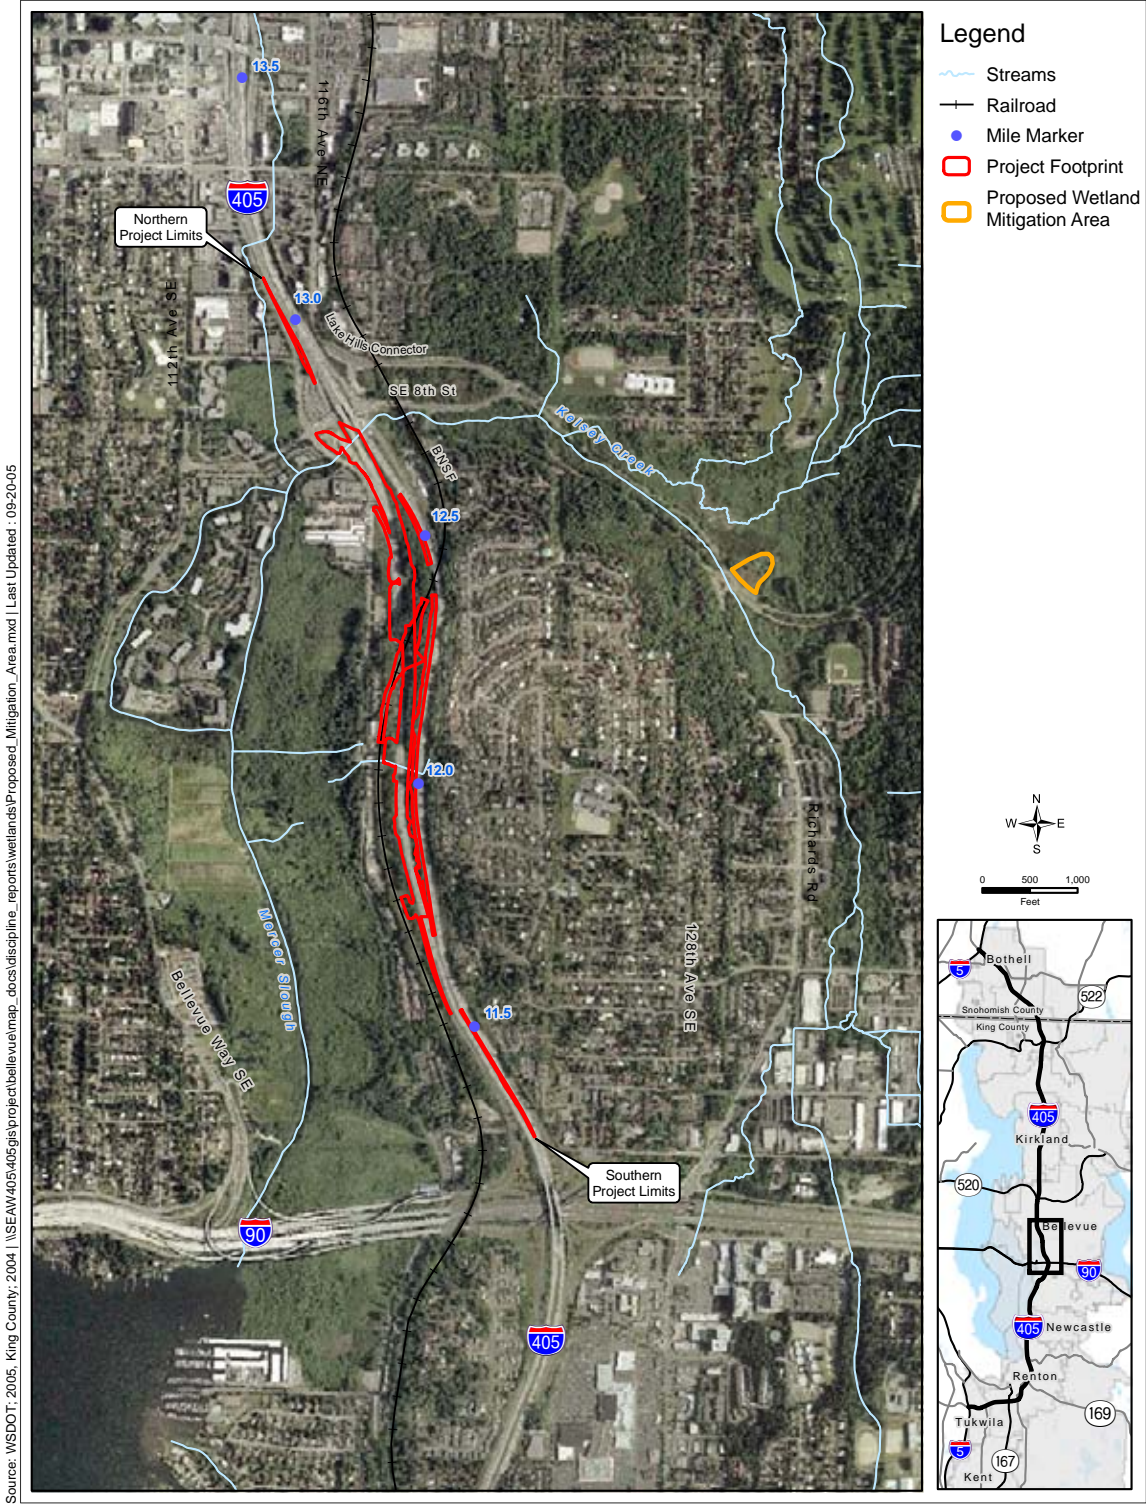 Legend
Streams
Railroad
Mile Marker
Project Footprint
Proposed Wetland
Mitigation Area
13.5
116th Ave NE
405
Northern
Project Limits
112th Ave SE
13.0
Lake Hills Connector
SE 8th St
Kelsey Creek
BNSF
12.5
12.0
Richards Rd
Mercer Slough
Bellevue Way SE
128th Ave SE
11.5
Southern
Project Limits
90
405
N
W E
S
0 500 1,000
Feet
Bothell
5
522
Snohomish County
King County
405
Kirkland
520
Bellevue
90
405
Newcastle
Renton
169
Tukwila
5
167
Kent
Source: WSDOT; 2005, King County; 2004 | \\SEAW405\405gis\project\bellevue\map_docs\discipline_reports\wetlands\Proposed_Mitigation_Area.mxd | Last Updated : 09-20-05